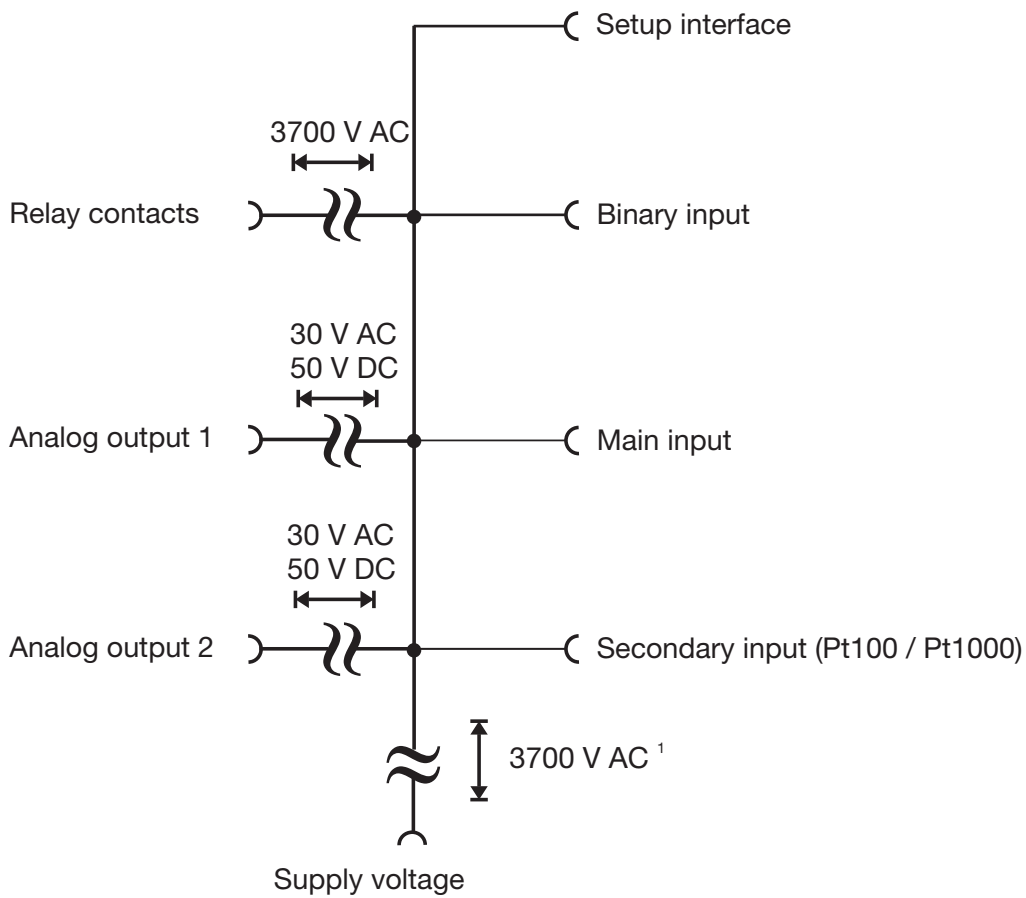 Setup interface
3700 V AC
Relay contacts
Binary input
30 V AC
50 V DC
Analog output 1
Main input
30 V AC
50 V DC
Analog output 2
Secondary input (Pt100 / Pt1000)
3700 V AC ¹
Supply voltage